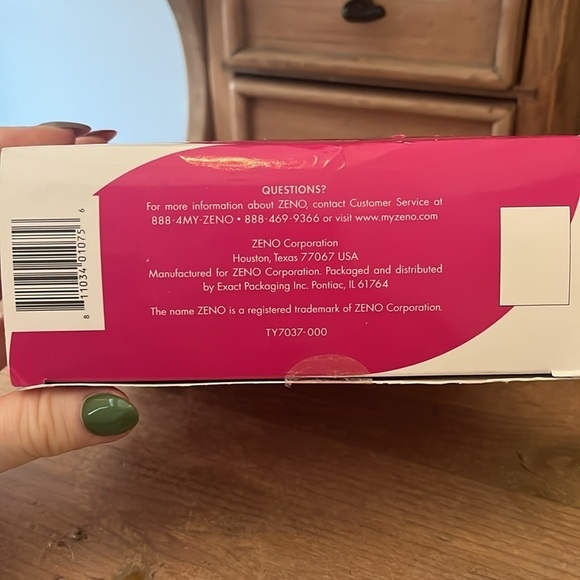 QUESTIONS?
For more information about ZENO, contact Customer Service at
888-4MY-ZENO • 888-469-9366 or visit www.myzeno.com
ZENO Corporation
Houston, Texas 77067 USA
Manufactured for ZENO Corporation. Packaged and distributed
by Exact Packaging Inc. Pontiac, IL 61764
The name ZENO is a registered trademark of ZENO Corporation.
TY7037-000
8 11034 01075 6